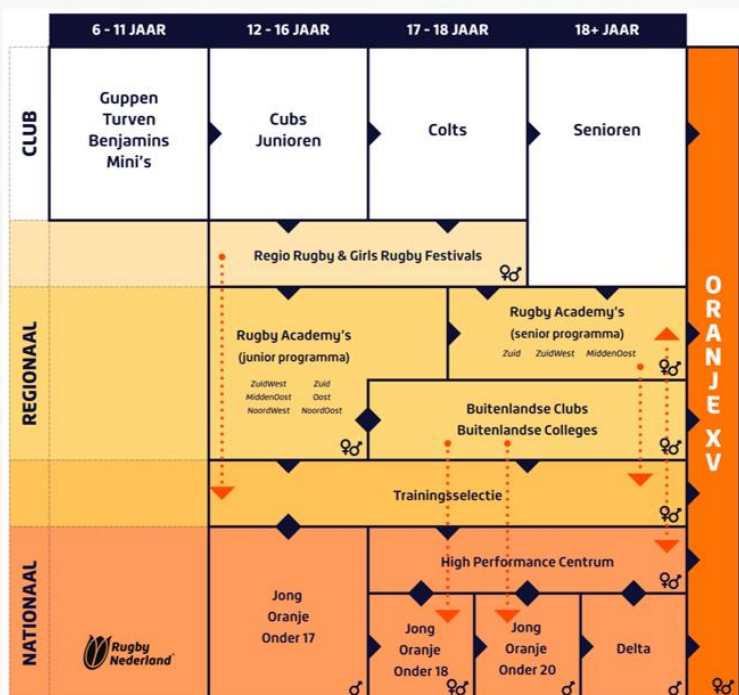 6 - 11 JAAR
12 - 16 JAAR
17 - 18 JAAR
18+ JAAR
CLUB
Guppen
Turven
Benjamins
Mini's
Cubs
Junioren
Colts
Senioren
Regio Rugby & Girls Rugby Festivals
REGIONAAL
Rugby Academy's
(junior programma)
ZuidWest Zuid
MiddenOost Oost
NoordWest NoordOost
Rugby Academy's
(senior programma)
Zuid ZuidWest MiddenOost
Buitenlandse Clubs
Buitenlandse Colleges
Trainingsselectie
NATIONAAL
Rugby
Nederland
Jong
Oranje
Onder 17
High Performance Centrum
Jong
Oranje
Onder 18
Jong
Oranje
Onder 20
Delta
ORANJE XV